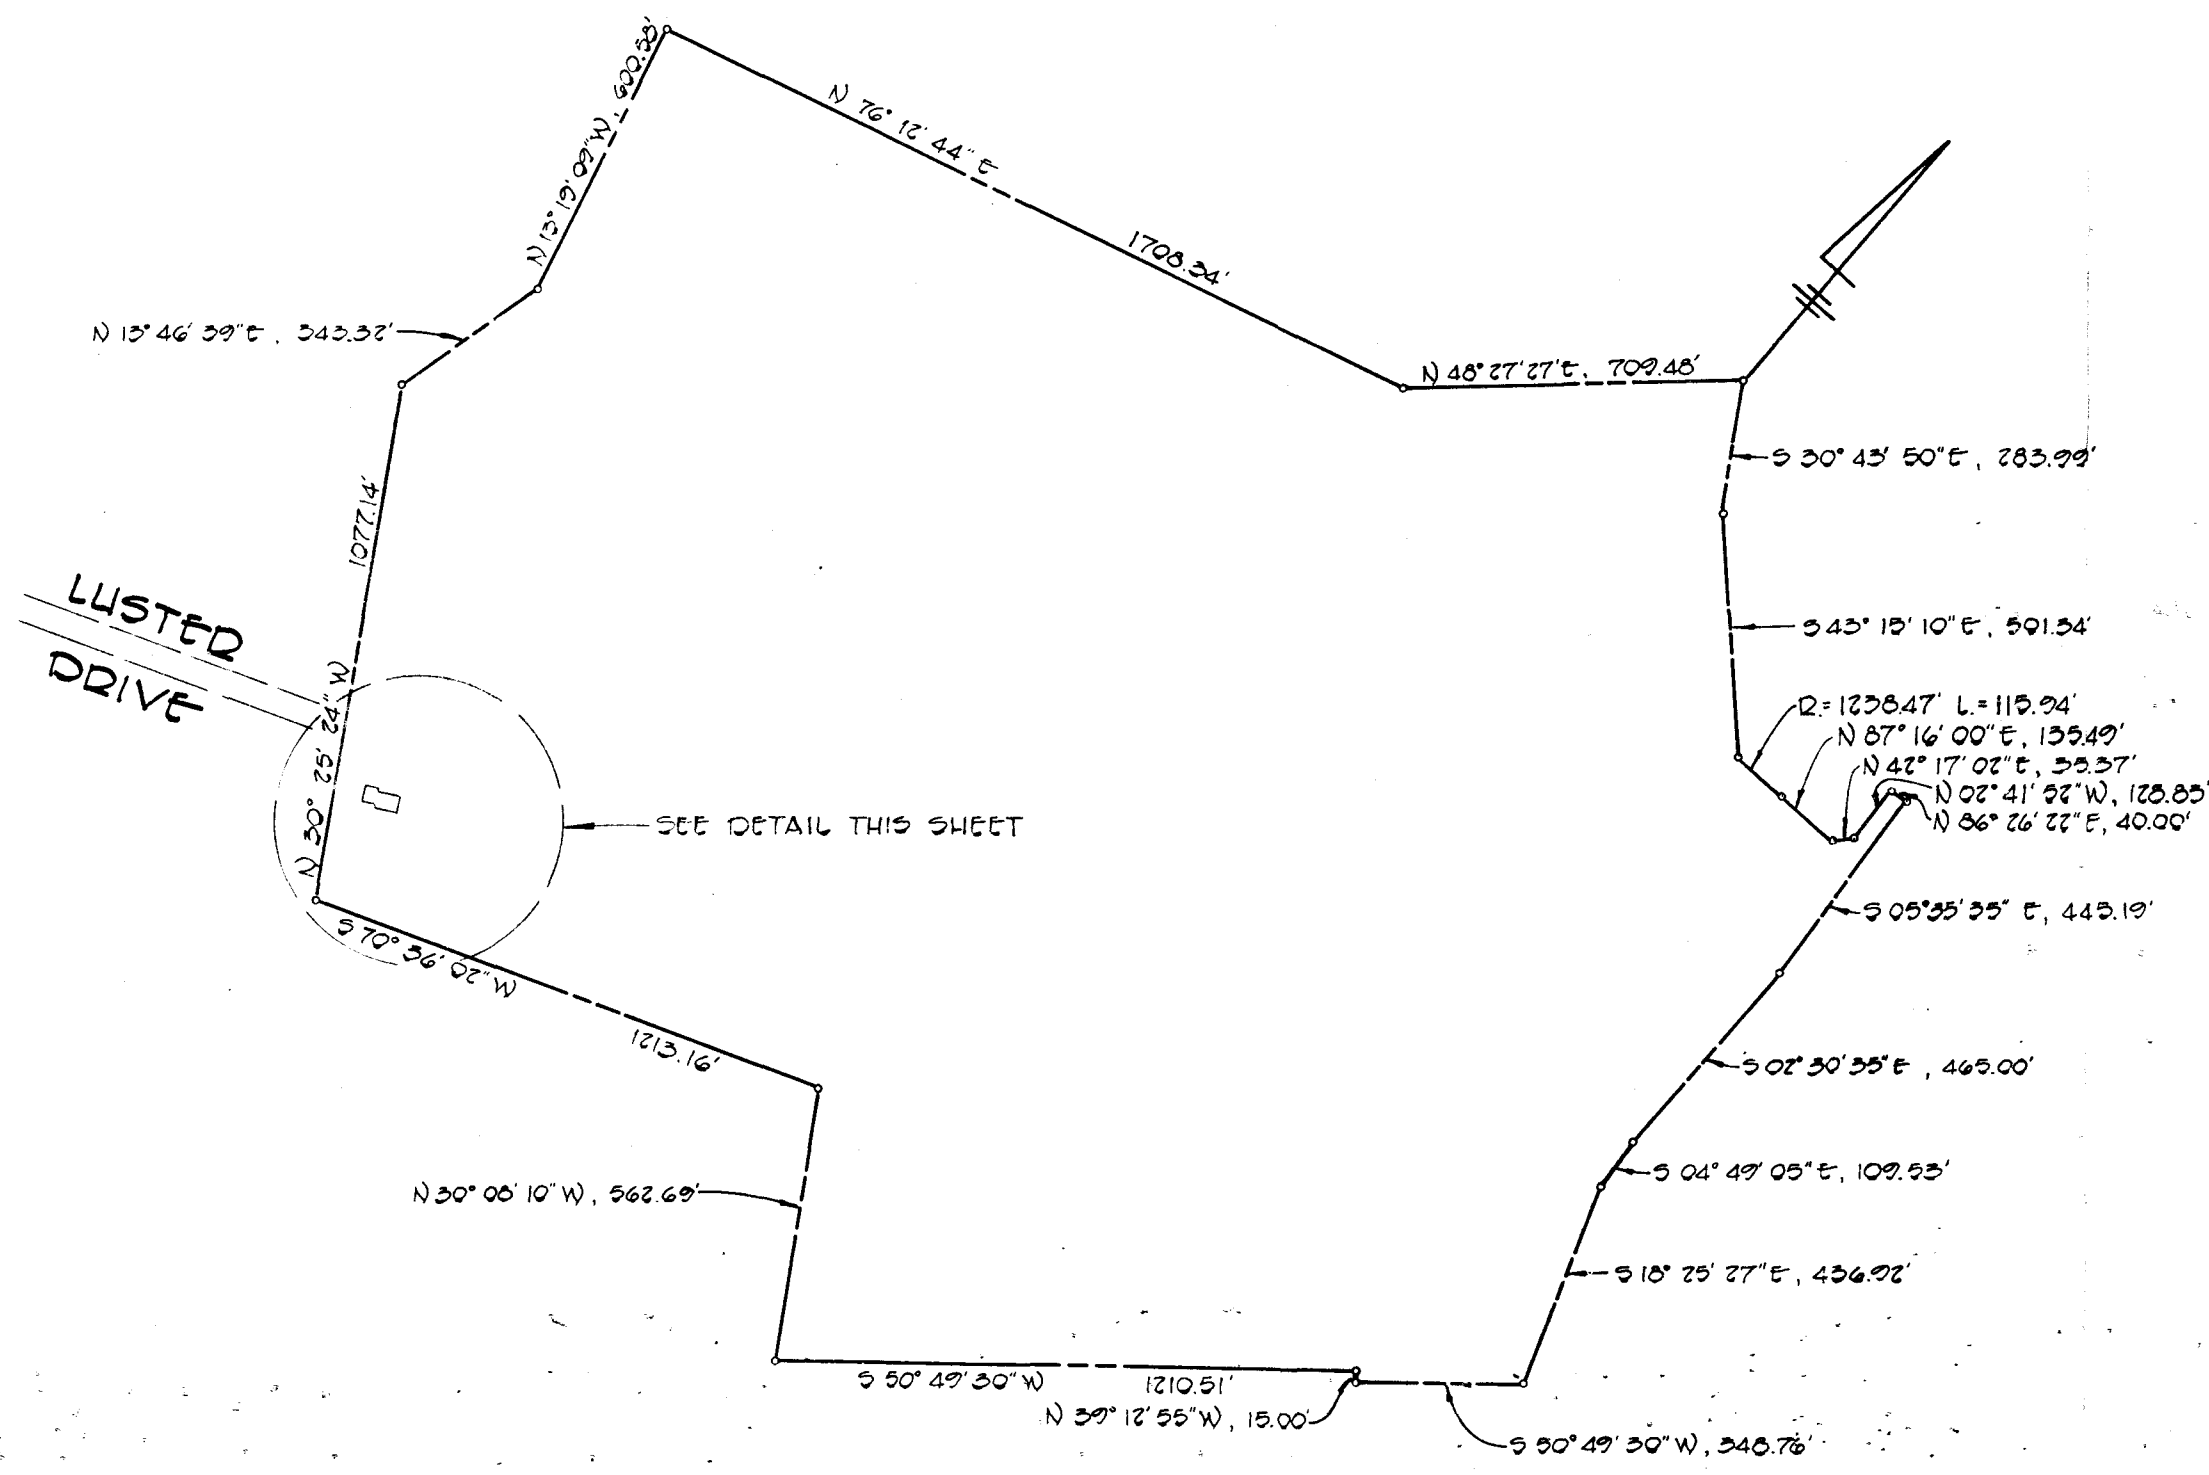 N 13° 19' 09" W, 600.58'
N 76° 12' 44" E
1708.34'
N 13° 46' 39" E, 343.32'
N 48° 27' 27" E, 709.48'
S 30° 43' 50" E, 283.99'
1077.14'
N 30° 25' 24" W
LUSTER
DRIVE
S 43° 15' 10" E, 501.34'
R = 1238.47' L = 115.94'
N 87° 16' 00" E, 135.49'
N 42° 17' 02" E, 35.37'
N 02° 41' 52" W, 128.85'
N 86° 26' 22" E, 40.00'
SEE DETAIL THIS SHEET
S 05° 35' 35" E, 445.19'
S 70° 36' 02" W
1213.16'
S 02° 30' 35" E, 465.00'
N 30° 08' 10" W, 562.69'
S 04° 49' 05" E, 109.53'
S 18° 25' 27" E, 436.92'
S 50° 49' 30" W 1210.51'
N 39° 12' 55" W, 15.00'
S 50° 49' 30" W, 348.76'